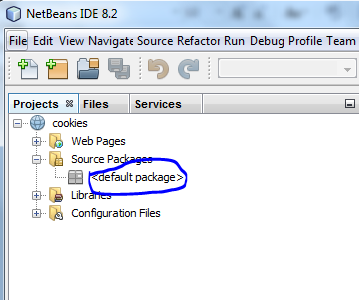 NetBeans IDE 8.2
File Edit View Navigate Source Refactor Run Debug Profile Team
Projects Files Services
cookies
Web Pages
Source Packages
<default package>
Libraries
Configuration Files